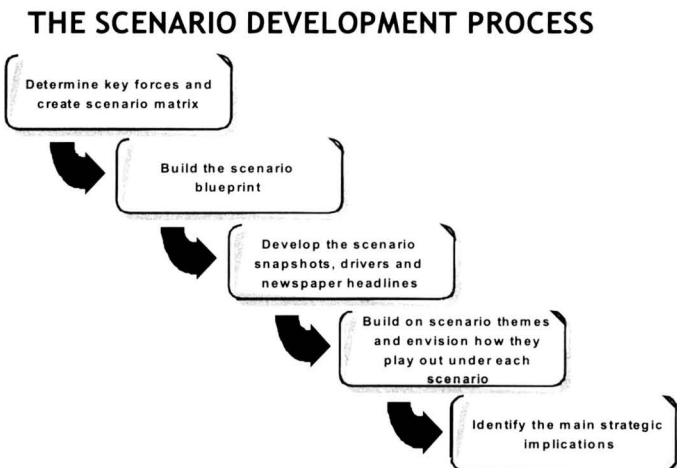 THE SCENARIO DEVELOPMENT PROCESS
Determine key forces and
create scenario matrix
Build the scenario
blueprint
Develop the scenario
snapshots, drivers and
newspaper headlines
Build on scenario themes
and envision how they
play out under each
scenario
Identify the main strategic
implications